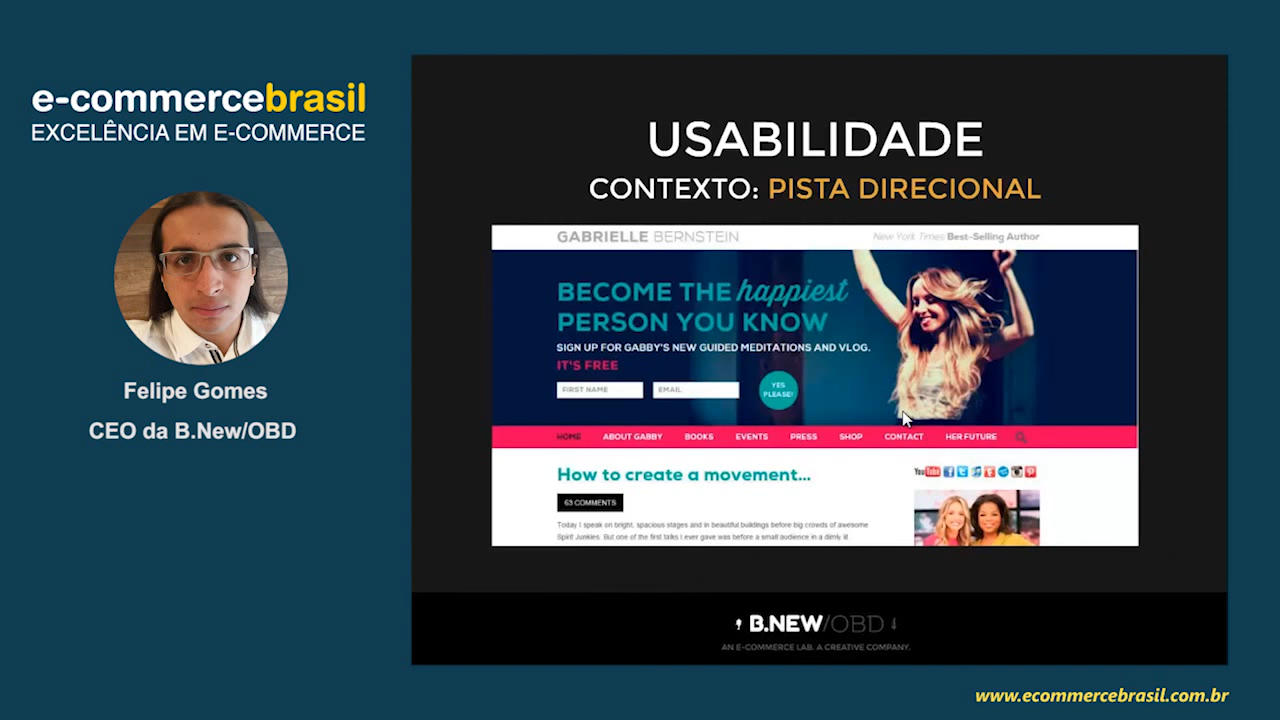 e-commercebrasil
EXCELÊNCIA EM E-COMMERCE
Felipe Gomes
CEO da B.New/OBD
USABILIDADE
CONTEXTO: PISTA DIRECIONAL
GABRIELLE BERNSTEIN
New York Times Best-Selling Author
BECOME THE happiest
PERSON YOU KNOW
SIGN UP FOR GABBY'S NEW GUIDED MEDITATIONS AND VLOG.
IT'S FREE
FIRST NAME
EMAIL
YES
PLEASE!
HOME ABOUT GABBY BOOKS EVENTS PRESS SHOP CONTACT HER FUTURE
How to create a movement...
YouTube
63 COMMENTS
Today I speak on bright, spacious stages and in beautiful buildings before big crowds of awesome
Spirit Junkies. But one of the first talks I ever gave was before a small audience in a dimly lit
B.NEW/OBD
AN E-COMMERCE LAB. A CREATIVE COMPANY.
www.ecommercebrasil.com.br